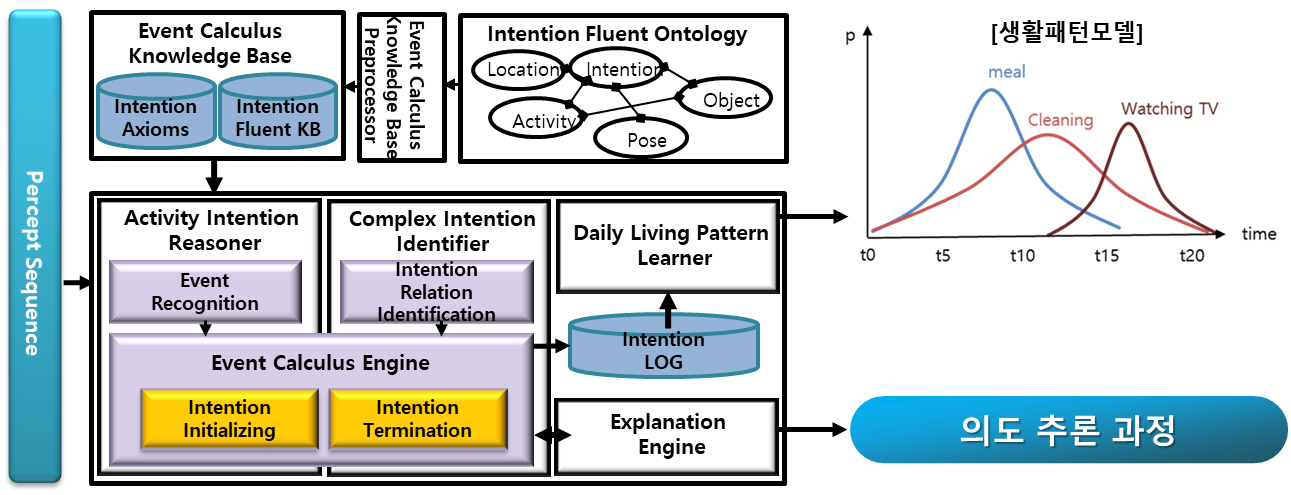 Percept Sequence
Event Calculus
Knowledge Base
Intention
Axioms
Intention
Fluent KB
Event Calculus
Knowledge Base
Preprocessor
Intention Fluent Ontology
Location
Intention
Object
Activity
Pose
Activity Intention
Reasoner
Event
Recognition
Complex Intention
Identifier
Intention
Relation
Identification
Event Calculus Engine
Intention
Initializing
Intention
Termination
Daily Living Pattern
Learner
Intention
LOG
Explanation
Engine
[생활패턴모델]
p
meal
Cleaning
Watching TV
time
t0
t5
t10
t15
t20
의도 추론 과정